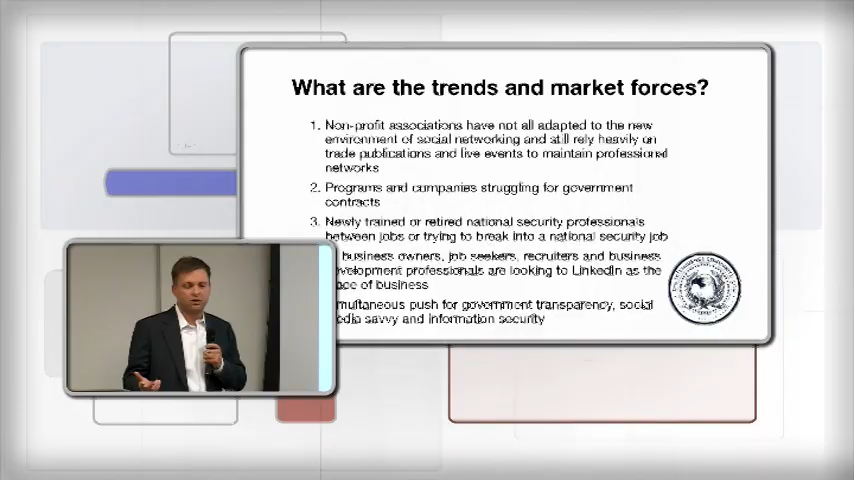 What are the trends and market forces?
1. Non-profit associations have not all adapted to the new
environment of social networking and still rely heavily on
trade publications and live events to maintain professional
networks
2. Programs and companies struggling for government
contracts
3. Newly trained or retired national security professionals
between jobs or trying to break into a national security job
business owners, job seekers, recruiters and business
velopment professionals are looking to LinkedIn as the
ce of business
multaneous push for government transparency, social
dia savvy and information security